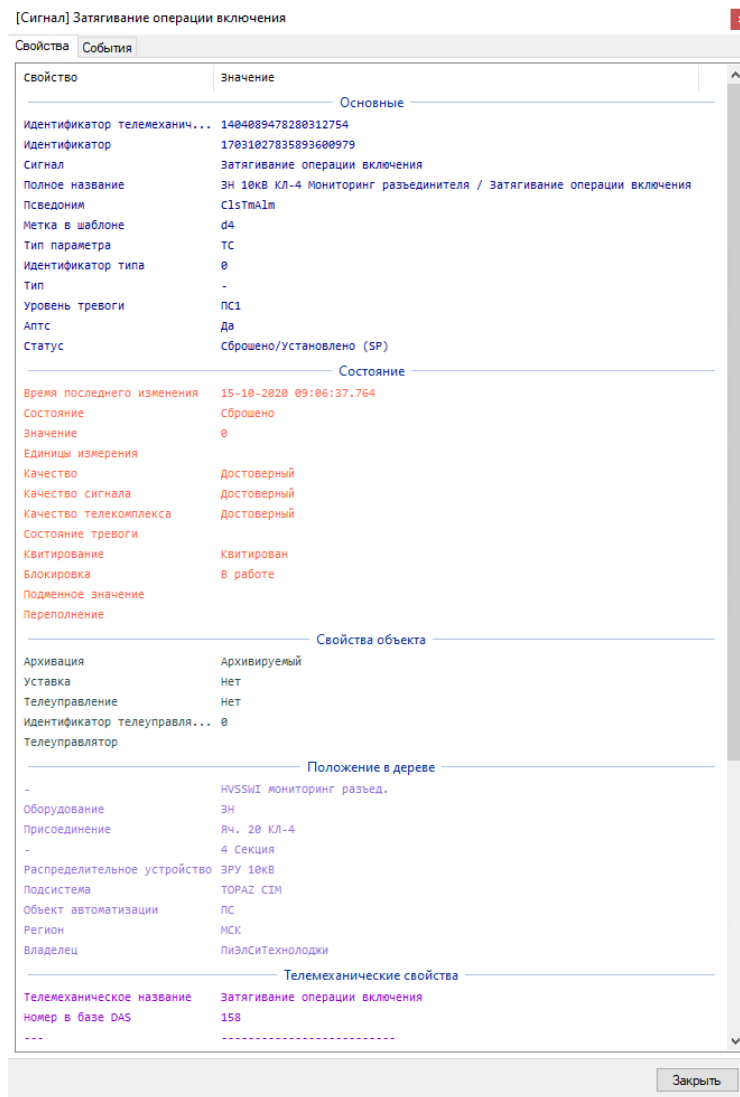 [Сигнал] Затягивание операции включения
Свойства События
Свойство Значение
Основные
Идентификатор телемеханич... 1404089478280312754
Идентификатор 17031027835893600979
Сигнал Затягивание операции включения
Полное название ЗН 10кВ КЛ-4 Мониторинг разъединителя / Затягивание операции включения
Псведоним ClsTmAlm
Метка в шаблоне d4
Тип параметра ТС
Идентификатор типа 0
Тип -
Уровень тревоги ПС1
Аптс Да
Статус Сброшено/Установлено (SP)
Состояние
Время последнего изменения 15-10-2020 09:06:37.764
Состояние Сброшено
Значение 0
Единицы измерения
Качество Достоверный
Качество сигнала Достоверный
Качество телекомплекса Достоверный
Состояние тревоги
Квитирование Квитирован
Блокировка В работе
Подменное значение
Переполнение
Свойства объекта
Архивация Архивируемый
Уставка Нет
Телеуправление Нет
Идентификатор телеуправля... 0
Телеуправлятор
Положение в дереве
- HVSSWI мониторинг разъед.
Оборудование ЗН
Присоединение Яч. 20 КЛ-4
- 4 Секция
Распределительное устройство ЗРУ 10кВ
Подсистема TOPAZ CIM
Объект автоматизации ПС
Регион МСК
Владелец ПиЭлСиТехнолоджи
Телемеханические свойства
Телемеханическое название Затягивание операции включения
Номер в базе DAS 158
--- --------------------------
Закрыть